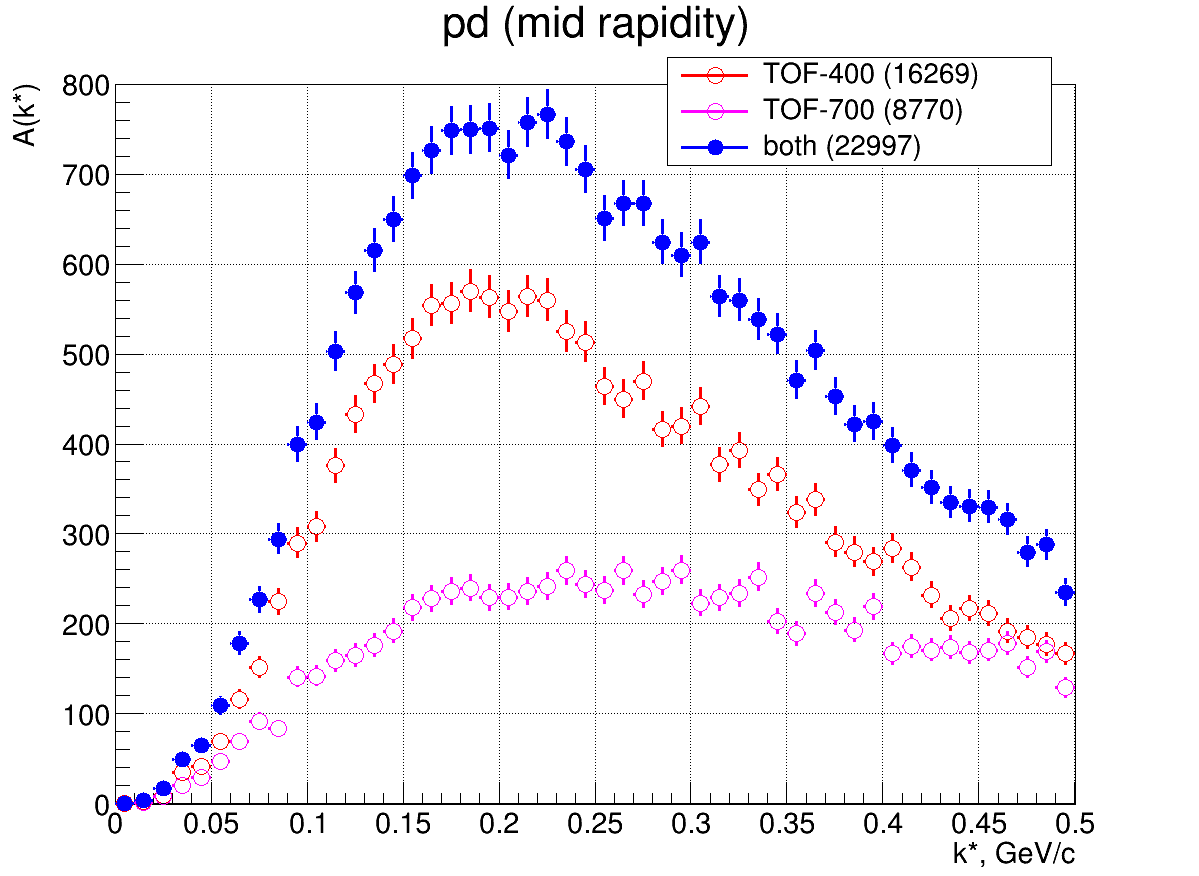 pd (mid rapidity)
A(k*)
TOF-400 (16269)
TOF-700 (8770)
both (22997)
800
700
600
500
400
300
200
100
0
0 0.05 0.1 0.15 0.2 0.25 0.3 0.35 0.4 0.45 0.5
k*, GeV/c